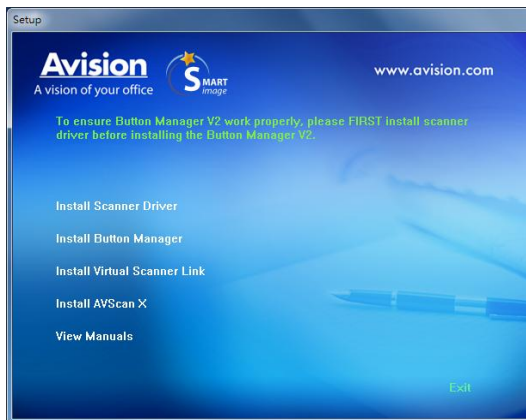 Setup
Avision
A vision of your office
SMART
Image
www.avision.com
To ensure Button Manager V2 work properly, please FIRST install scanner
driver before installing the Button Manager V2.
Install Scanner Driver
Install Button Manager
Install Virtual Scanner Link
Install AVScan X
View Manuals
Exit